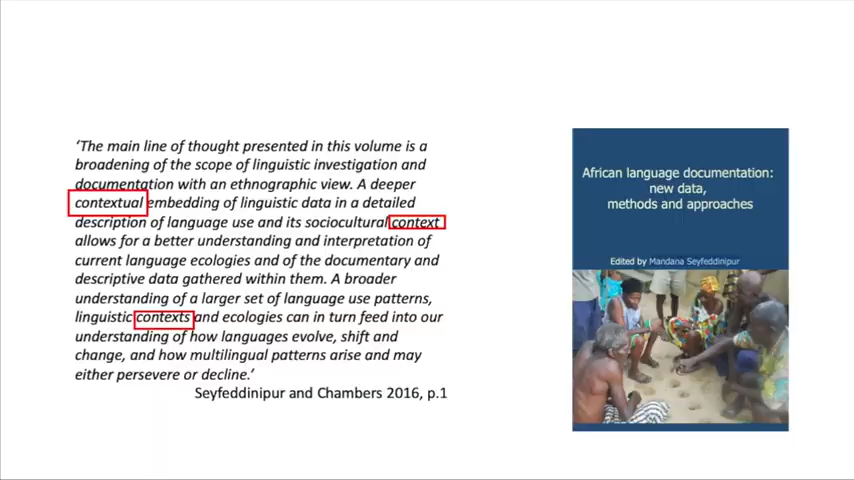 ‘The main line of thought presented in this volume is a
broadening of the scope of linguistic investigation and
documentation with an ethnographic view. A deeper
contextual embedding of linguistic data in a detailed
description of language use and its sociocultural context
allows for a better understanding and interpretation of
current language ecologies and of the documentary and
descriptive data gathered within them. A broader
understanding of a larger set of language use patterns,
linguistic contexts and ecologies can in turn feed into our
understanding of how languages evolve, shift and
change, and how multilingual patterns arise and may
either persevere or decline.’
Seyfeddinipur and Chambers 2016, p.1
African language documentation:
new data,
methods and approaches
Edited by Mandana Seyfeddinipur